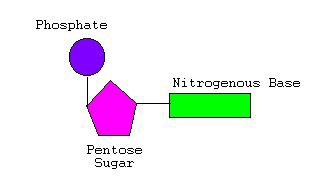 Phosphate
Nitrogenous Base
Pentose
Sugar